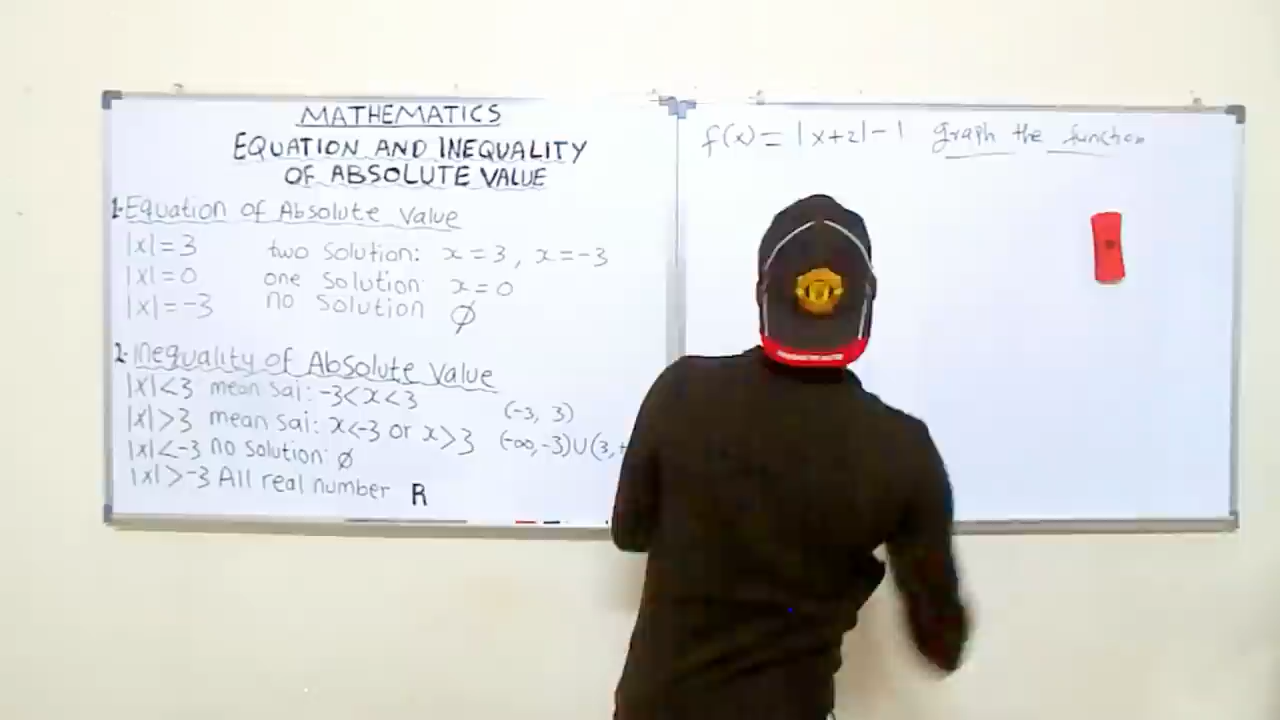 MATHEMATICS
EQUATION AND INEQUALITY
OF ABSOLUTE VALUE
1. Equation of Absolute Value
|x|=3 two solution: x=3, x=-3
|x|=0 one solution: x=0
|x|=-3 no solution ∅
2. Inequality of Absolute Value
|x|<3 mean sai: -3<x<3 (-3, 3)
|x|>3 mean sai: x<-3 or x>3 (-∞,-3)∪(3,+
|x|<-3 no solution: ∅
|x|>-3 All real number R
f(x)=|x+2|-1 graph the function